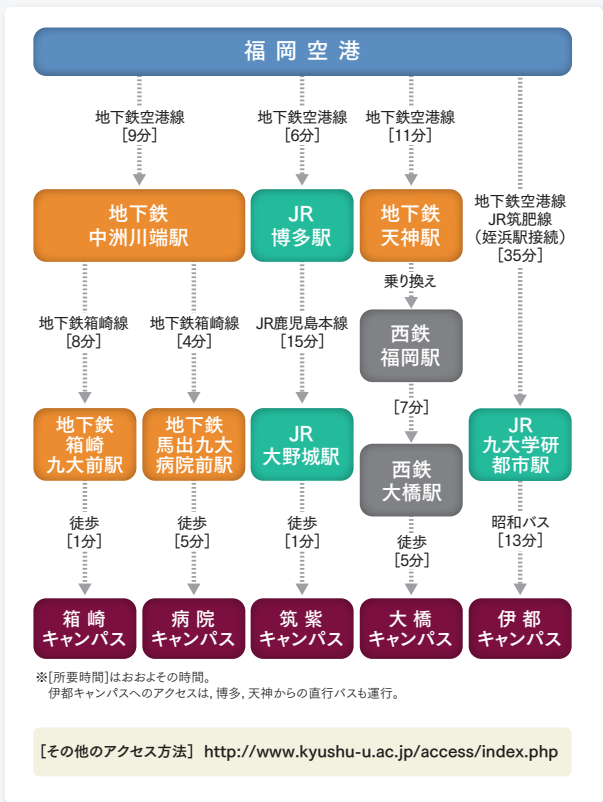 福岡空港
地下鉄空港線
[9分]
地下鉄空港線
[6分]
地下鉄空港線
[11分]
地下鉄空港線
JR筑肥線
(姪浜駅接続)
[35分]
地下鉄
中洲川端駅
JR
博多駅
地下鉄
天神駅
乗り換え
地下鉄箱崎線
[8分]
地下鉄箱崎線
[4分]
JR鹿児島本線
[15分]
西鉄
福岡駅
[7分]
地下鉄
箱崎
九大前駅
地下鉄
馬出九大
病院前駅
JR
大野城駅
西鉄
大橋駅
JR
九大学研
都市駅
徒歩
[1分]
徒歩
[5分]
徒歩
[1分]
徒歩
[5分]
昭和バス
[13分]
箱崎
キャンパス
病院
キャンパス
筑紫
キャンパス
大橋
キャンパス
伊都
キャンパス
※[所要時間]はおおよその時間。
伊都キャンパスへのアクセスは, 博多, 天神からの直行バスも運行。
[その他のアクセス方法] http://www.kyushu-u.ac.jp/access/index.php